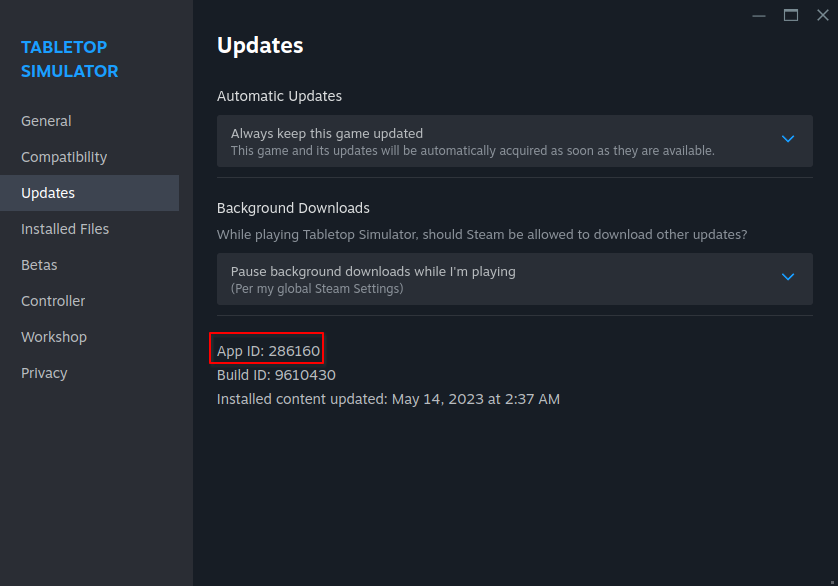 TABLETOP
SIMULATOR
General
Compatibility
Updates
Installed Files
Betas
Controller
Workshop
Privacy
Updates
Automatic Updates
Always keep this game updated
This game and its updates will be automatically acquired as soon as they are available.
Background Downloads
While playing Tabletop Simulator, should Steam be allowed to download other updates?
Pause background downloads while I'm playing
(Per my global Steam Settings)
App ID: 286160
Build ID: 9610430
Installed content updated: May 14, 2023 at 2:37 AM